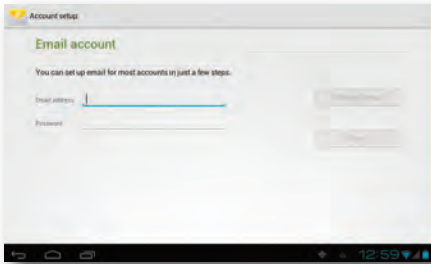 Account setup
Email account
You can set up email for most accounts in just a few steps.
Email address
Password
12:59